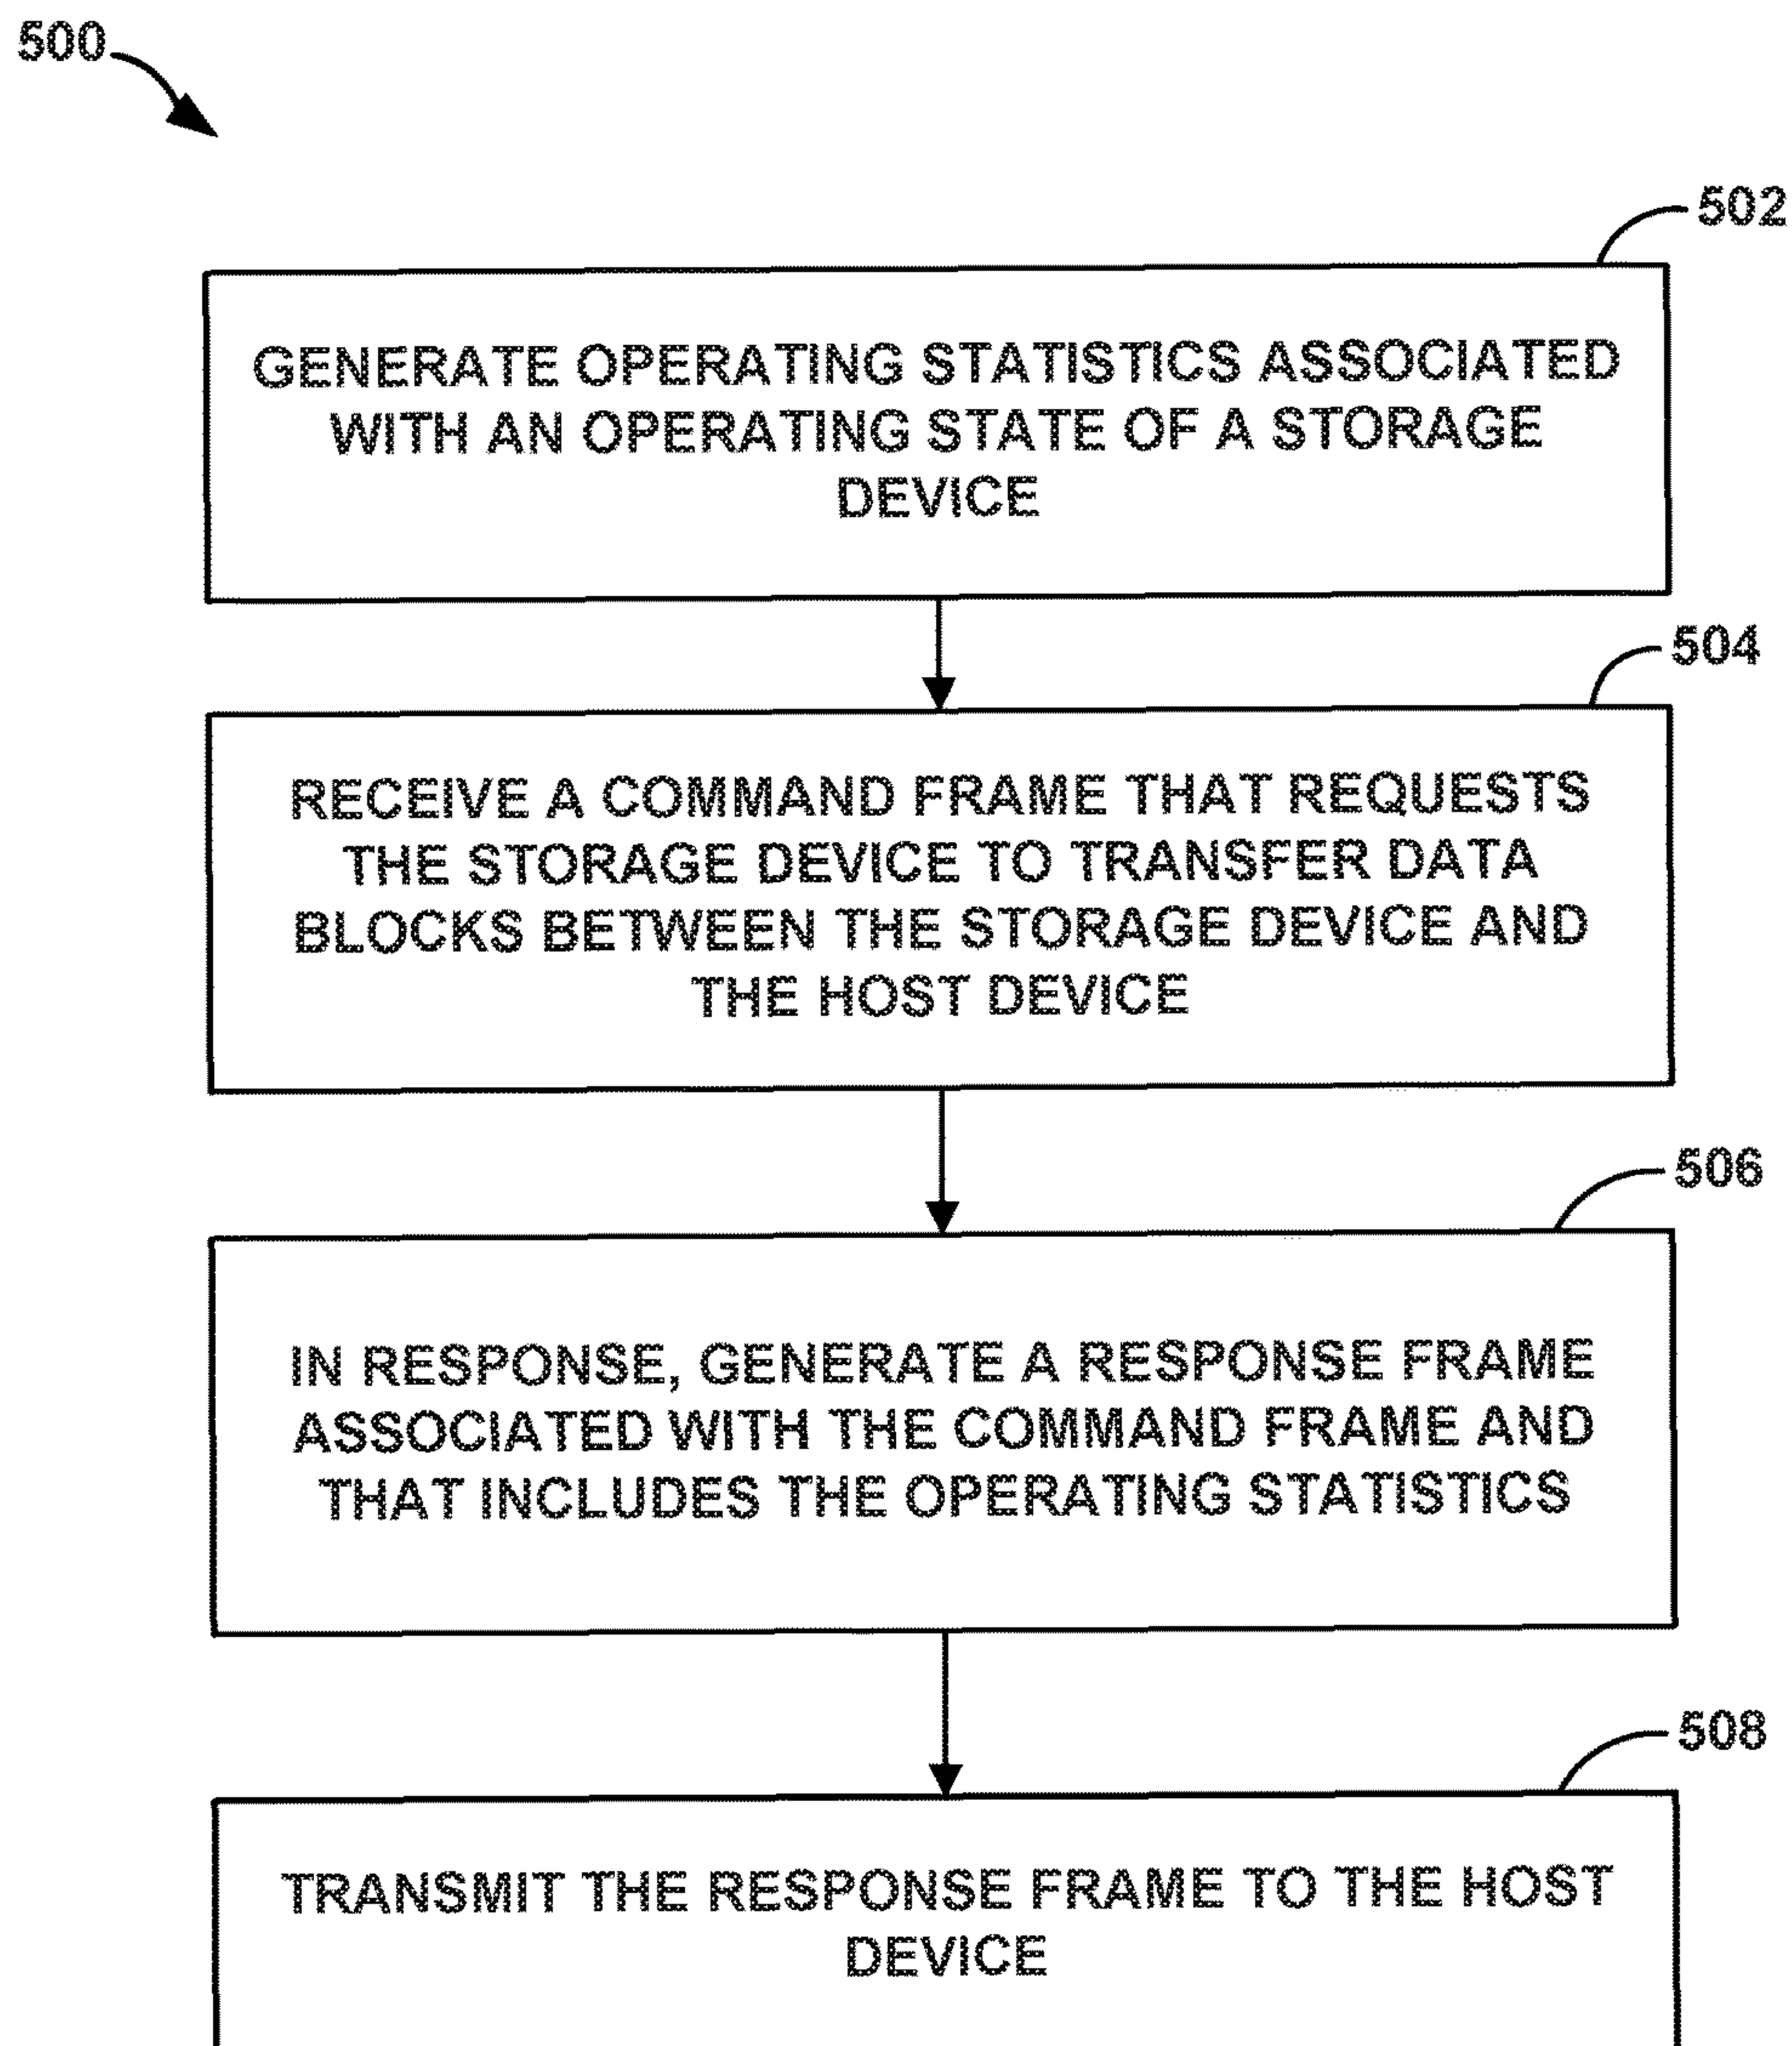 500
502
GENERATE OPERATING STATISTICS ASSOCIATED
WITH AN OPERATING STATE OF A STORAGE
DEVICE
504
RECEIVE A COMMAND FRAME THAT REQUESTS
THE STORAGE DEVICE TO TRANSFER DATA
BLOCKS BETWEEN THE STORAGE DEVICE AND
THE HOST DEVICE
506
IN RESPONSE, GENERATE A RESPONSE FRAME
ASSOCIATED WITH THE COMMAND FRAME AND
THAT INCLUDES THE OPERATING STATISTICS
508
TRANSMIT THE RESPONSE FRAME TO THE HOST
DEVICE